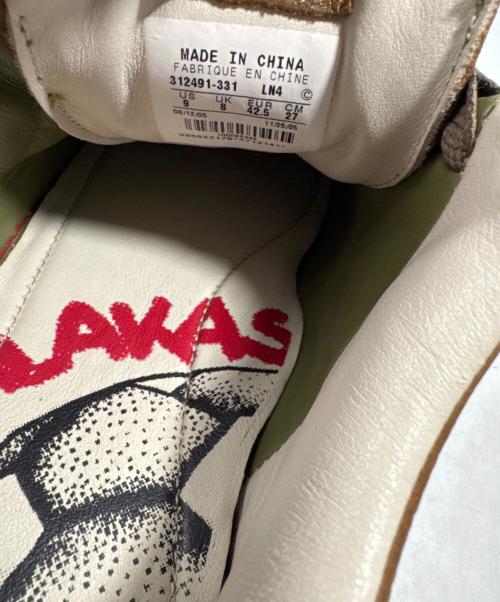 MADE IN CHINA
FABRIQUE EN CHINE
312491-331 LN4 ©
US UK EUR CM
9 8 42.5 27
08/12/05 11/25/05
LAKAS